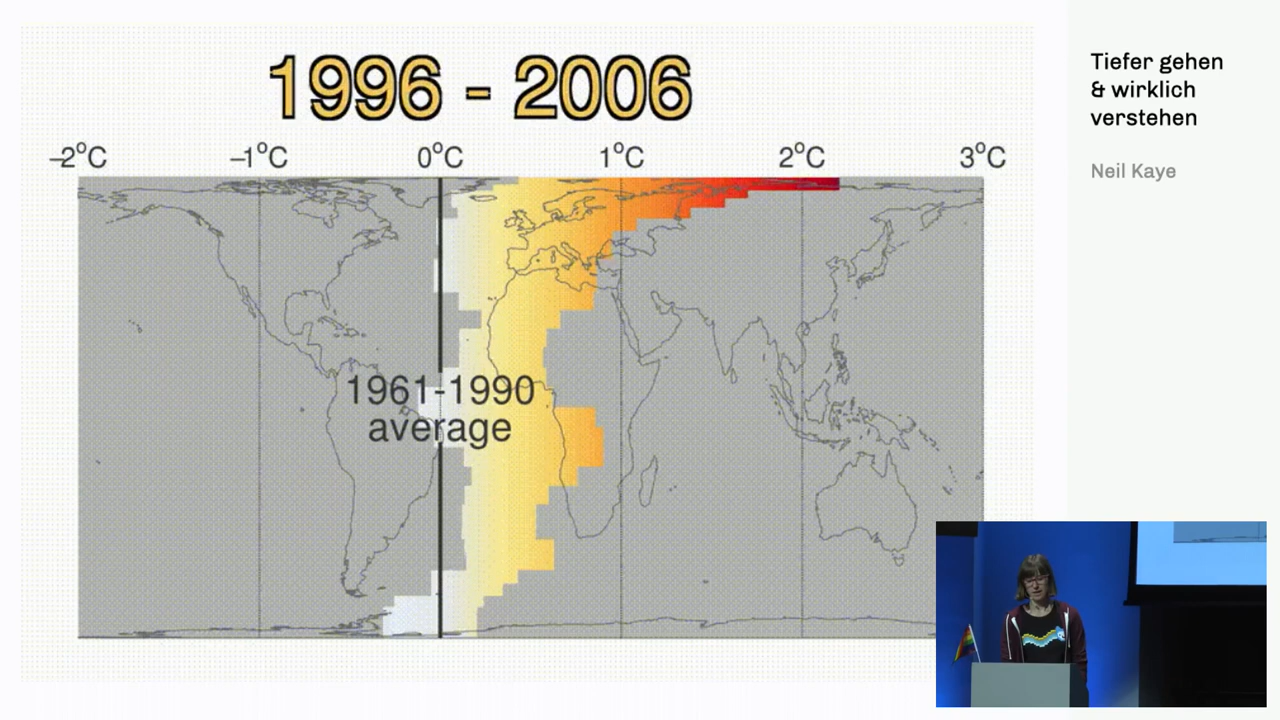 1996 - 2006
–2°C –1°C 0°C 1°C 2°C 3°C
1961-1990
average
Tiefer gehen
& wirklich
verstehen
Neil Kaye